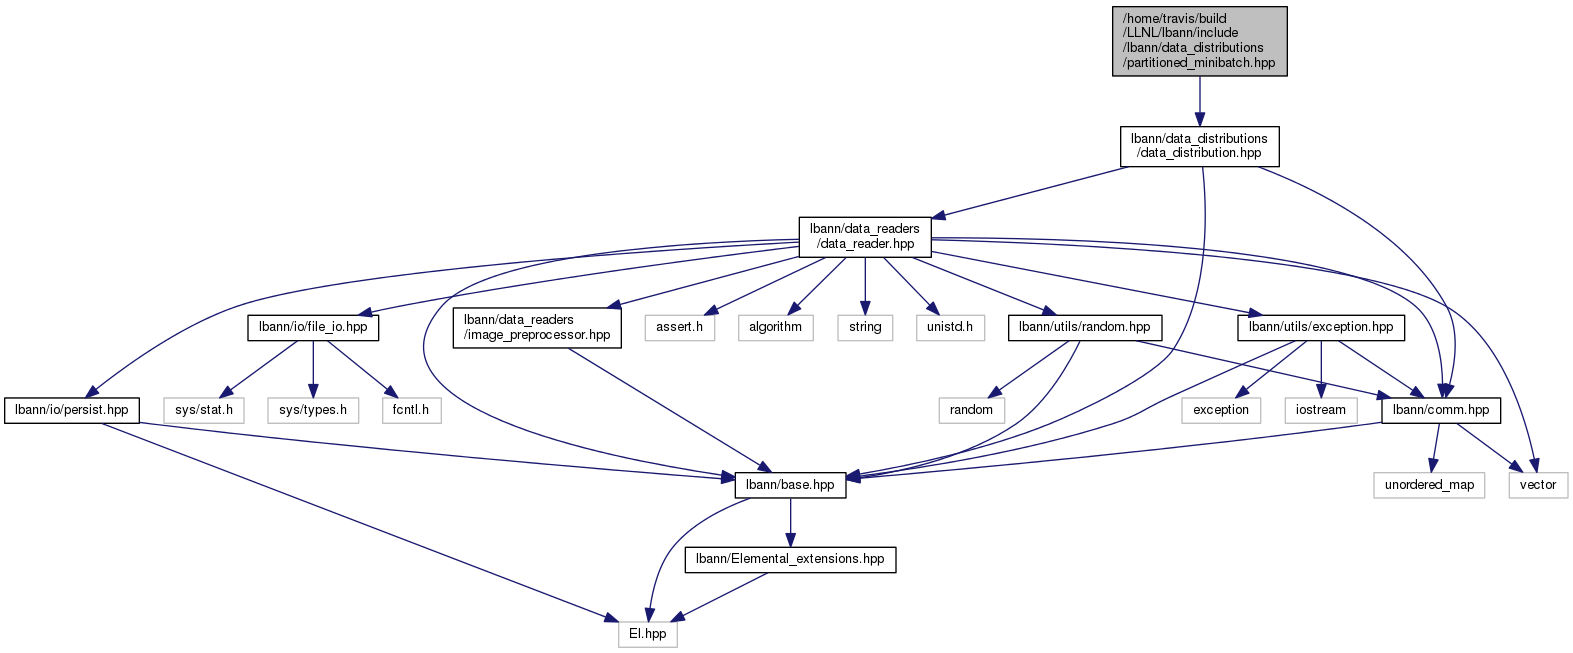 /home/travis/build
/LLNL/lbann/include
/lbann/data_distributions
/partitioned_minibatch.hpp
lbann/data_distributions
/data_distribution.hpp
lbann/data_readers
/data_reader.hpp
lbann/io/file_io.hpp
lbann/data_readers
/image_preprocessor.hpp
assert.h
algorithm
string
unistd.h
lbann/utils/random.hpp
lbann/utils/exception.hpp
lbann/io/persist.hpp
sys/stat.h
sys/types.h
fcntl.h
random
exception
iostream
lbann/comm.hpp
lbann/base.hpp
unordered_map
vector
lbann/Elemental_extensions.hpp
El.hpp